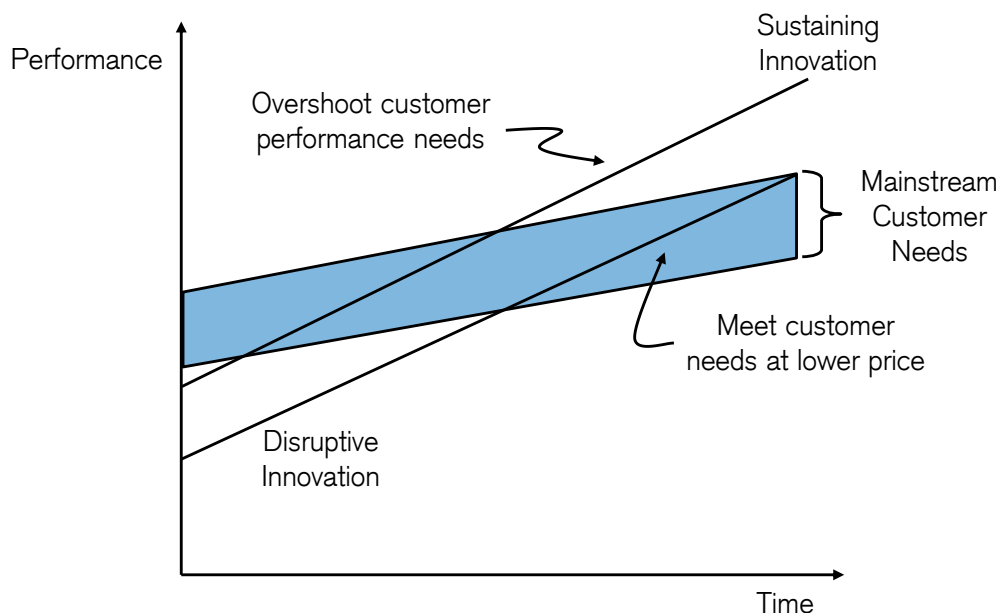 Sustaining
Innovation
Performance
Overshoot customer
performance needs
Mainstream
Customer
Needs
Meet customer
needs at lower price
Disruptive
Innovation
Time